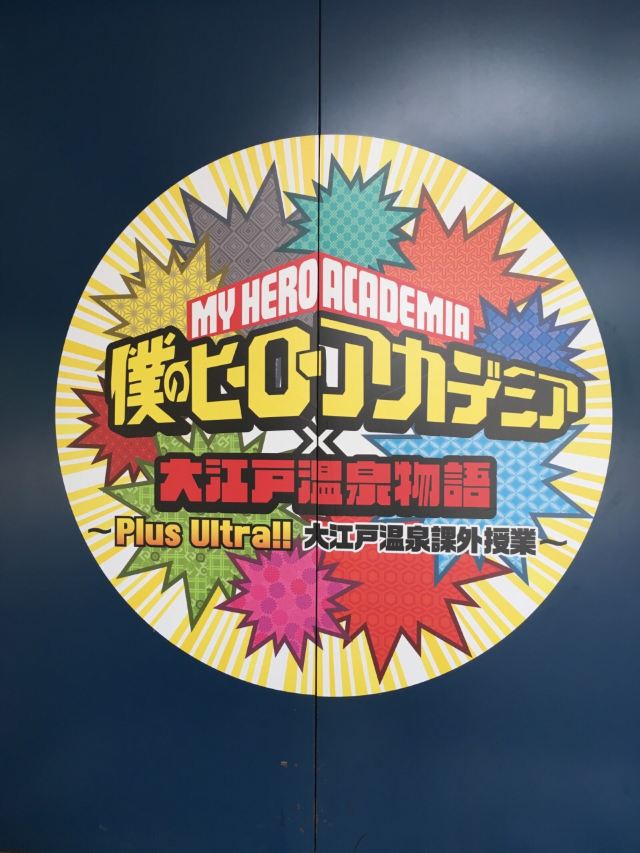 MY HERO ACADEMIA
僕のヒーローアカデミア
×
大江戸温泉物語
～Plus Ultra!! 大江戸温泉課外授業～